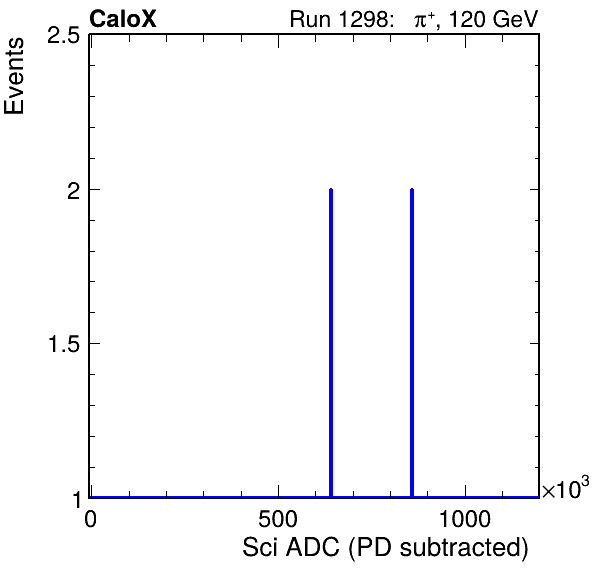 CaloX Run 1298: π⁺, 120 GeV
Events
2.5
2
1.5
1
0 500 1000 ×10³
Sci ADC (PD subtracted)